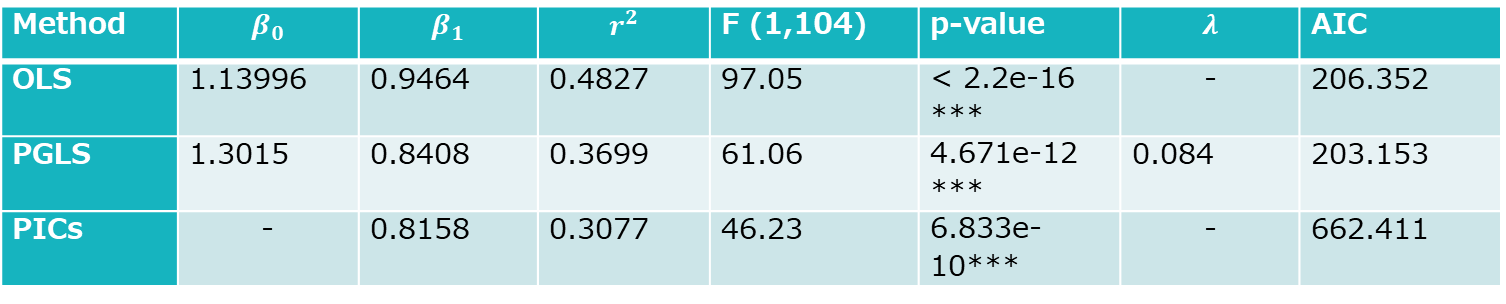 Method β₀ β₁ r² F (1,104) p-value λ AIC
OLS 1.13996 0.9464 0.4827 97.05 < 2.2e-16 - 206.352
***
PGLS 1.3015 0.8408 0.3699 61.06 4.671e-12 0.084 203.153
***
PICs - 0.8158 0.3077 46.23 6.833e- - 662.411
10***